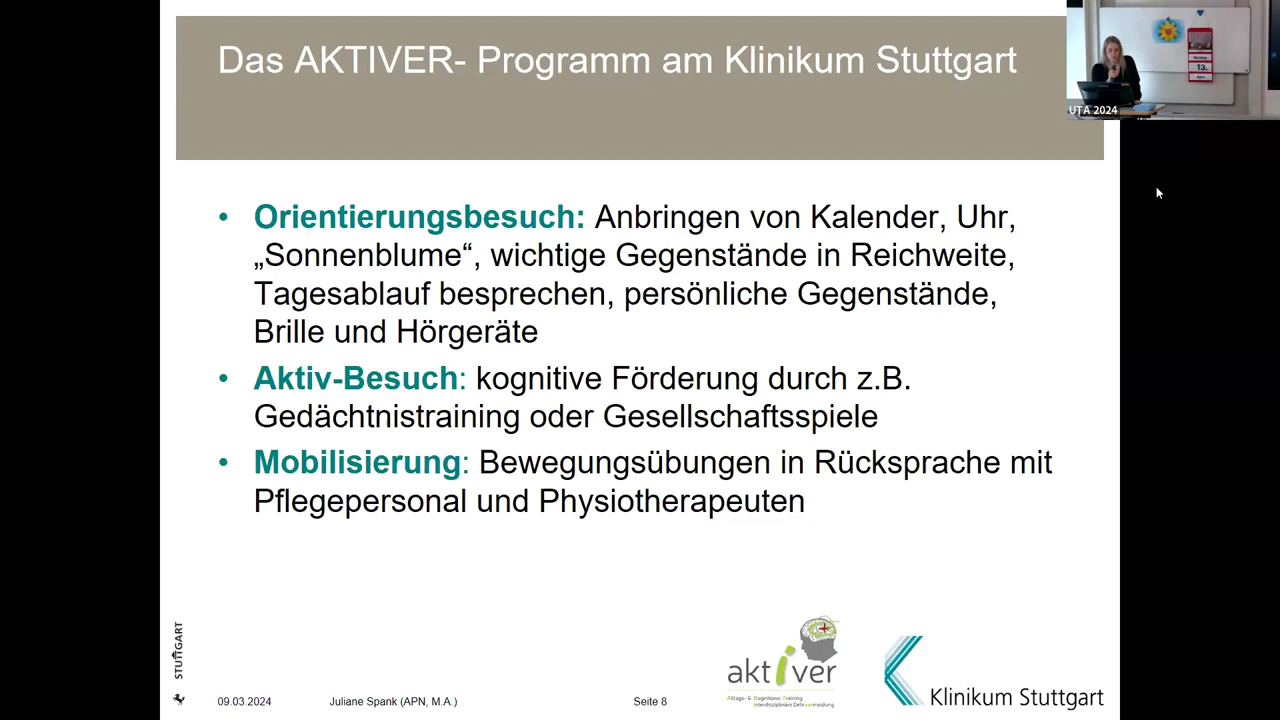 Das AKTIVER- Programm am Klinikum Stuttgart
UTA 2024
13.
• Orientierungsbesuch: Anbringen von Kalender, Uhr,
„Sonnenblume“, wichtige Gegenstände in Reichweite,
Tagesablauf besprechen, persönliche Gegenstände,
Brille und Hörgeräte
• Aktiv-Besuch: kognitive Förderung durch z.B.
Gedächtnistraining oder Gesellschaftsspiele
• Mobilisierung: Bewegungsübungen in Rücksprache mit
Pflegepersonal und Physiotherapeuten
STUTTGART
09.03.2024
Juliane Spank (APN, M.A.)
Seite 8
aktiver
Klinikum Stuttgart